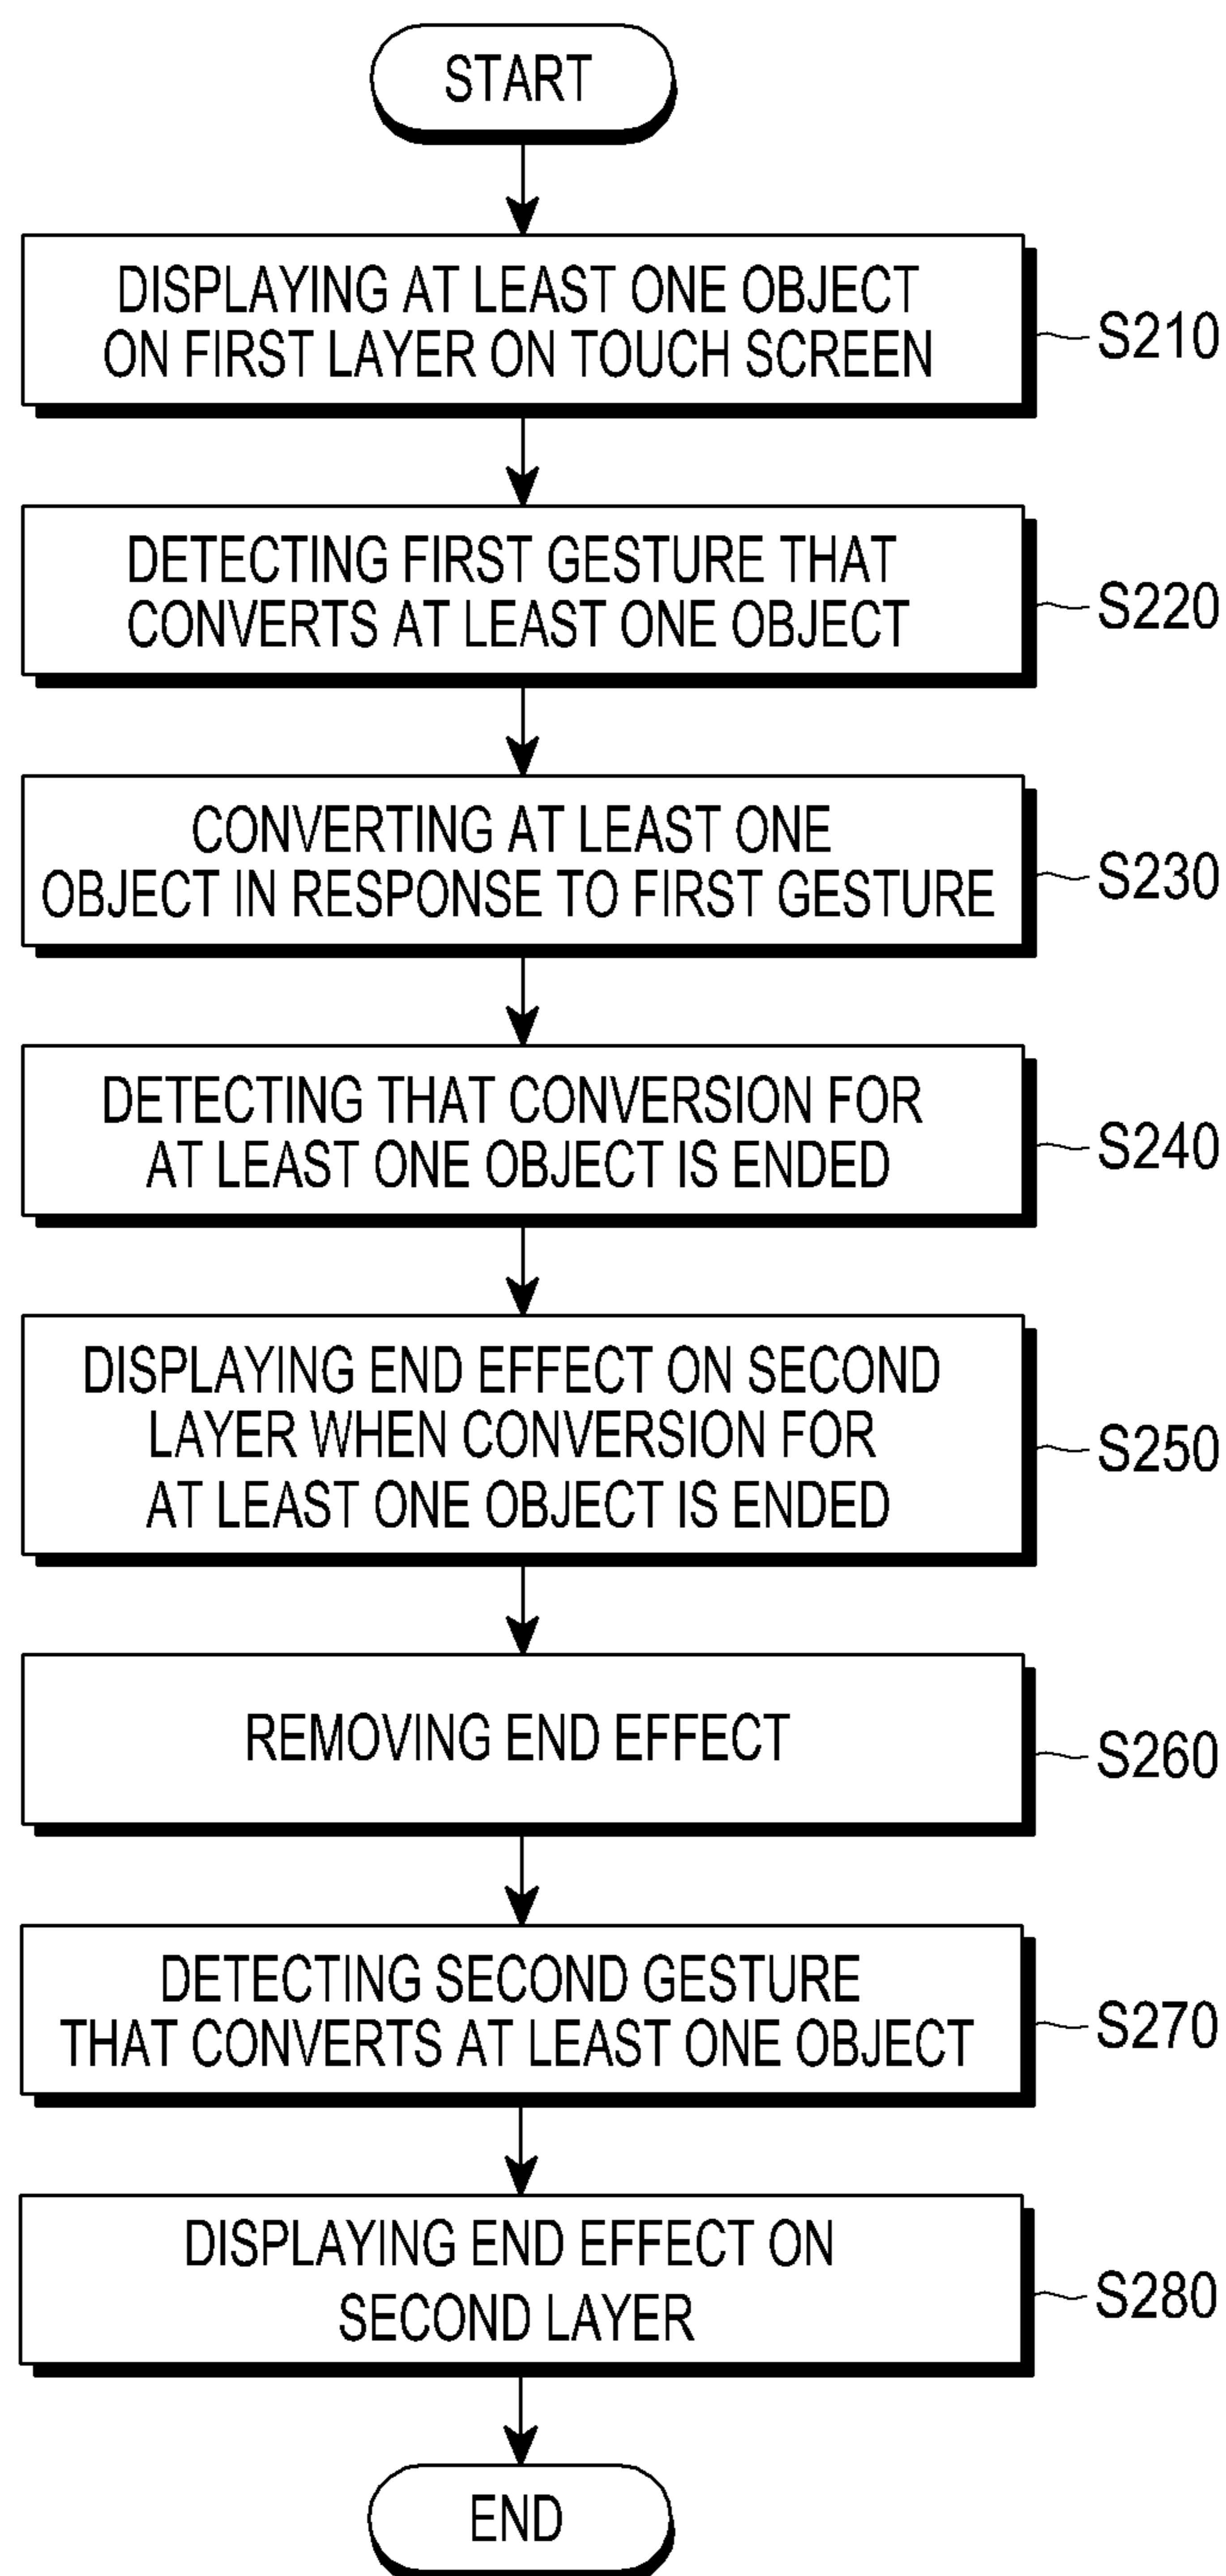 START
DISPLAYING AT LEAST ONE OBJECT
ON FIRST LAYER ON TOUCH SCREEN
S210
DETECTING FIRST GESTURE THAT
CONVERTS AT LEAST ONE OBJECT
S220
CONVERTING AT LEAST ONE
OBJECT IN RESPONSE TO FIRST GESTURE
S230
DETECTING THAT CONVERSION FOR
AT LEAST ONE OBJECT IS ENDED
S240
DISPLAYING END EFFECT ON SECOND
LAYER WHEN CONVERSION FOR
AT LEAST ONE OBJECT IS ENDED
S250
REMOVING END EFFECT
S260
DETECTING SECOND GESTURE
THAT CONVERTS AT LEAST ONE OBJECT
S270
DISPLAYING END EFFECT ON
SECOND LAYER
S280
END